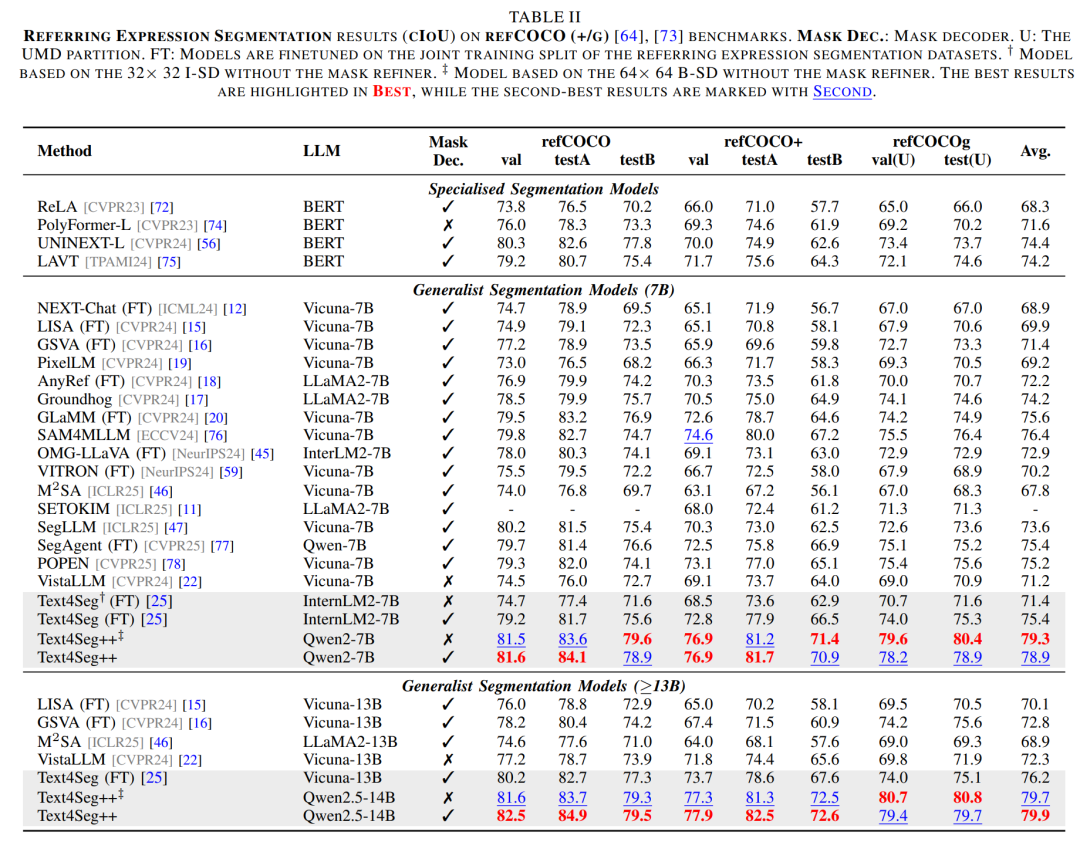 TABLE II
REFERRING EXPRESSION SEGMENTATION RESULTS (CIOU) ON REFCOCO (+/G) [64], [73] BENCHMARKS. MASK DEC.: MASK DECODER. U: THE
UMD PARTITION. FT: MODELS ARE FINETUNED ON THE JOINT TRAINING SPLIT OF THE REFERRING EXPRESSION SEGMENTATION DATASETS. † MODEL
BASED ON THE 32× 32 I-SD WITHOUT THE MASK REFINER. ‡ MODEL BASED ON THE 64× 64 B-SD WITHOUT THE MASK REFINER. THE BEST RESULTS
ARE HIGHLIGHTED IN BEST, WHILE THE SECOND-BEST RESULTS ARE MARKED WITH SECOND.
Method LLM Mask Dec. refCOCO refCOCO+ refCOCOg Avg.
val testA testB val testA testB val(U) test(U)
Specialised Segmentation Models
ReLA [CVPR23] [72] BERT ✓ 73.8 76.5 70.2 66.0 71.0 57.7 65.0 66.0 68.3
PolyFormer-L [CVPR23] [74] BERT ✗ 76.0 78.3 73.3 69.3 74.6 61.9 69.2 70.2 71.6
UNINEXT-L [CVPR24] [56] BERT ✓ 80.3 82.6 77.8 70.0 74.9 62.6 73.4 73.7 74.4
LAVT [TPAMI24] [75] BERT ✓ 79.2 80.7 75.4 71.7 75.6 64.3 72.1 74.6 74.2
Generalist Segmentation Models (7B)
NEXT-Chat (FT) [ICML24] [12] Vicuna-7B ✓ 74.7 78.9 69.5 65.1 71.9 56.7 67.0 67.0 68.9
LISA (FT) [CVPR24] [15] Vicuna-7B ✓ 74.9 79.1 72.3 65.1 70.8 58.1 67.9 70.6 69.9
GSVA (FT) [CVPR24] [16] Vicuna-7B ✓ 77.2 78.9 73.5 65.9 69.6 59.8 72.7 73.3 71.4
PixelLM [CVPR24] [19] Vicuna-7B ✓ 73.0 76.5 68.2 66.3 71.7 58.3 69.3 70.5 69.2
AnyRef (FT) [CVPR24] [18] LLaMA2-7B ✓ 76.9 79.9 74.2 70.3 73.5 61.8 70.0 70.7 72.2
Groundhog [CVPR24] [17] LLaMA2-7B ✓ 78.5 79.9 75.7 70.5 75.0 64.9 74.1 74.6 74.2
GLaMM (FT) [CVPR24] [20] Vicuna-7B ✓ 79.5 83.2 76.9 72.6 78.7 64.6 74.2 74.9 75.6
SAM4MLLM [ECCV24] [76] Vicuna-7B ✓ 79.8 82.7 74.7 74.6 80.0 67.2 75.5 76.4 76.4
OMG-LLaVA (FT) [NeurIPS24] [45] InterLM2-7B ✓ 78.0 80.3 74.1 69.1 73.1 63.0 72.9 72.9 72.9
VITRON (FT) [NeurIPS24] [59] Vicuna-7B ✓ 75.5 79.5 72.2 66.7 72.5 58.0 67.9 68.9 70.2
M²SA [ICLR25] [46] Vicuna-7B ✓ 74.0 76.8 69.7 63.1 67.2 56.1 67.0 68.3 67.8
SETOKIM [ICLR25] [11] LLaMA2-7B ✓ - - - 68.0 72.4 61.2 71.3 71.3 -
SegLLM [ICLR25] [47] Vicuna-7B ✓ 80.2 81.5 75.4 70.3 73.0 62.5 72.6 73.6 73.6
SegAgent (FT) [CVPR25] [77] Qwen-7B ✓ 79.7 81.4 76.6 72.5 75.8 66.9 75.1 75.2 75.4
POPEN [CVPR25] [78] Vicuna-7B ✓ 79.3 82.0 74.1 73.1 77.0 65.1 75.4 75.6 75.2
VistaLLM [CVPR24] [22] Vicuna-7B ✗ 74.5 76.0 72.7 69.1 73.7 64.0 69.0 70.9 71.2
Text4Seg† (FT) [25] InternLM2-7B ✗ 74.7 77.4 71.6 68.5 73.6 62.9 70.7 71.6 71.4
Text4Seg (FT) [25] InternLM2-7B ✓ 79.2 81.7 75.6 72.8 77.9 66.5 74.0 75.3 75.4
Text4Seg++‡ Qwen2-7B ✗ 81.5 83.6 79.6 76.9 81.2 71.4 79.6 80.4 79.3
Text4Seg++ Qwen2-7B ✓ 81.6 84.1 78.9 76.9 81.7 70.9 78.2 78.9 78.9
Generalist Segmentation Models (≥13B)
LISA (FT) [CVPR24] [15] Vicuna-13B ✓ 76.0 78.8 72.9 65.0 70.2 58.1 69.5 70.5 70.1
GSVA (FT) [CVPR24] [16] Vicuna-13B ✓ 78.2 80.4 74.2 67.4 71.5 60.9 74.2 75.6 72.8
M²SA [ICLR25] [46] LLaMA2-13B ✓ 74.6 77.6 71.0 64.0 68.1 57.6 69.0 69.3 68.9
VistaLLM [CVPR24] [22] Vicuna-13B ✗ 77.2 78.7 73.9 71.8 74.4 65.6 69.8 71.9 72.3
Text4Seg (FT) [25] Vicuna-13B ✓ 80.2 82.7 77.3 73.7 78.6 67.6 74.0 75.1 76.2
Text4Seg++‡ Qwen2.5-14B ✗ 81.6 83.7 79.3 77.3 81.3 72.5 80.7 80.8 79.7
Text4Seg++ Qwen2.5-14B ✓ 82.5 84.9 79.5 77.9 82.5 72.6 79.4 79.7 79.9